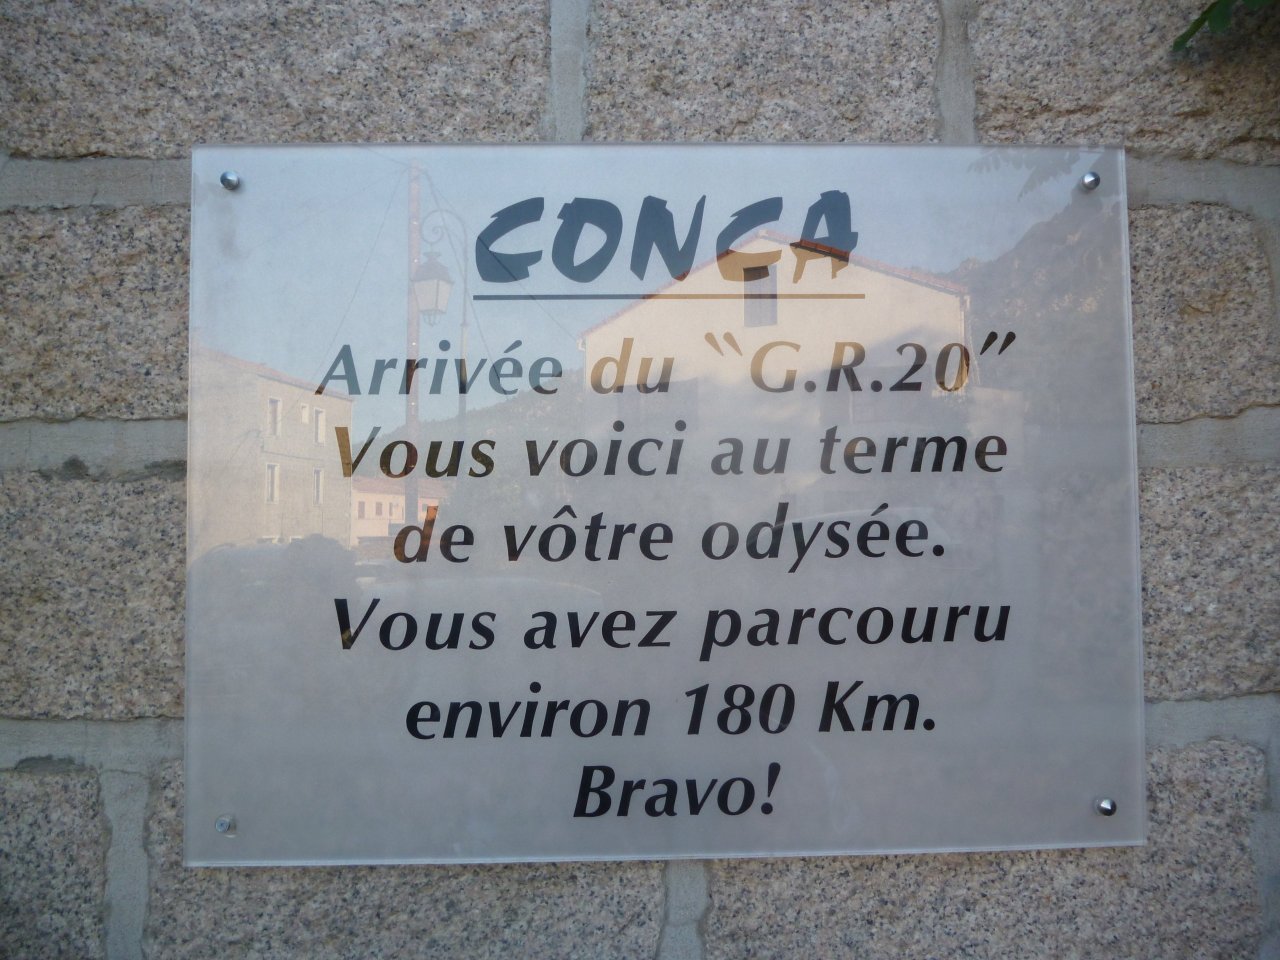 CONCA
Arrivée du “G.R.20”
Vous voici au terme
de vôtre odysée.
Vous avez parcouru
environ 180 Km.
Bravo!